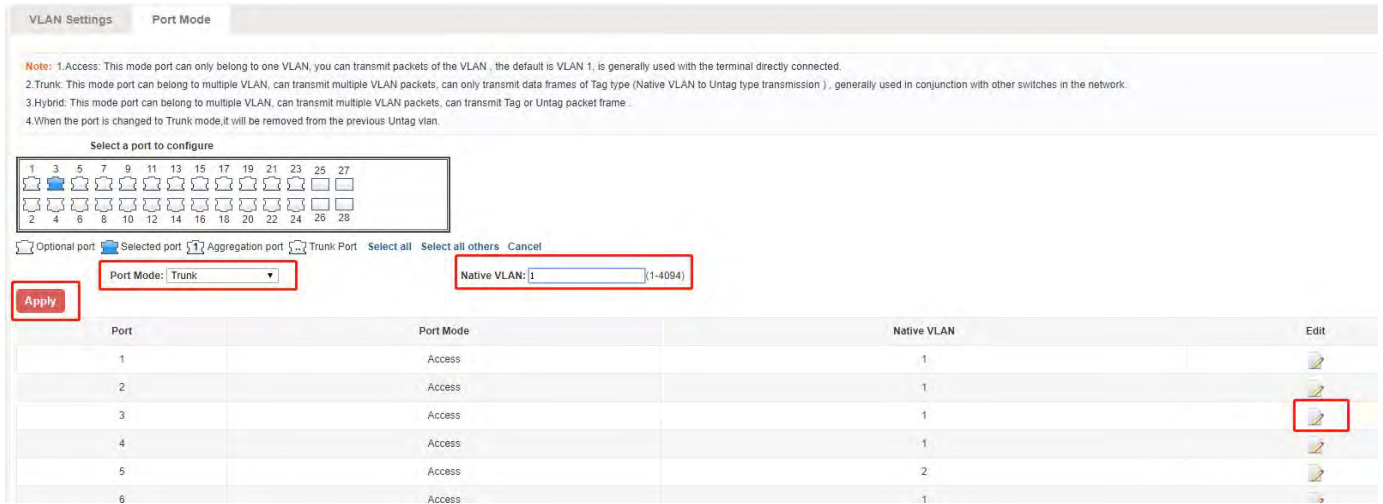 VLAN Settings Port Mode
Note: 1.Access: This mode port can only belong to one VLAN, you can transmit packets of the VLAN , the default is VLAN 1, is generally used with the terminal directly connected.
2.Trunk: This mode port can belong to multiple VLAN, can transmit multiple VLAN packets, can only transmit data frames of Tag type (Native VLAN to Untag type transmission ) , generally used in conjunction with other switches in the network.
3.Hybrid: This mode port can belong to multiple VLAN, can transmit multiple VLAN packets, can transmit Tag or Untag packet frame .
4.When the port is changed to Trunk mode,it will be removed from the previous Untag vlan.
Select a port to configure
1 3 5 7 9 11 13 15 17 19 21 23 25 27
2 4 6 8 10 12 14 16 18 20 22 24 26 28
Optional port Selected port 1 Aggregation port Trunk Port Select all Select all others Cancel
Port Mode: Trunk Native VLAN: 1 (1-4094)
Apply
Port Port Mode Native VLAN Edit
1 Access 1
2 Access 1
3 Access 1
4 Access 1
5 Access 2
6 Access 1